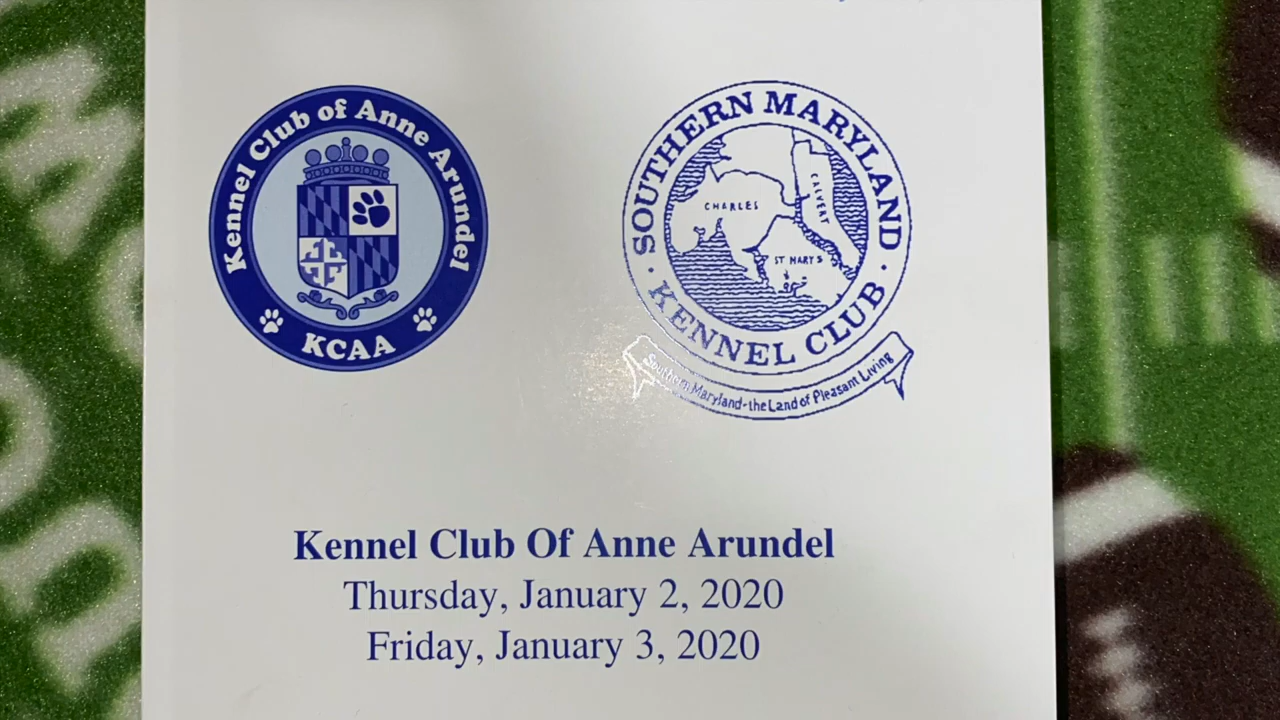 Kennel Club of Anne Arundel
KCAA
SOUTHERN MARYLAND
CHARLES
CALVERT
ST MARYS
· KENNEL CLUB ·
Southern Maryland-the Land of Pleasant Living
Kennel Club Of Anne Arundel
Thursday, January 2, 2020
Friday, January 3, 2020